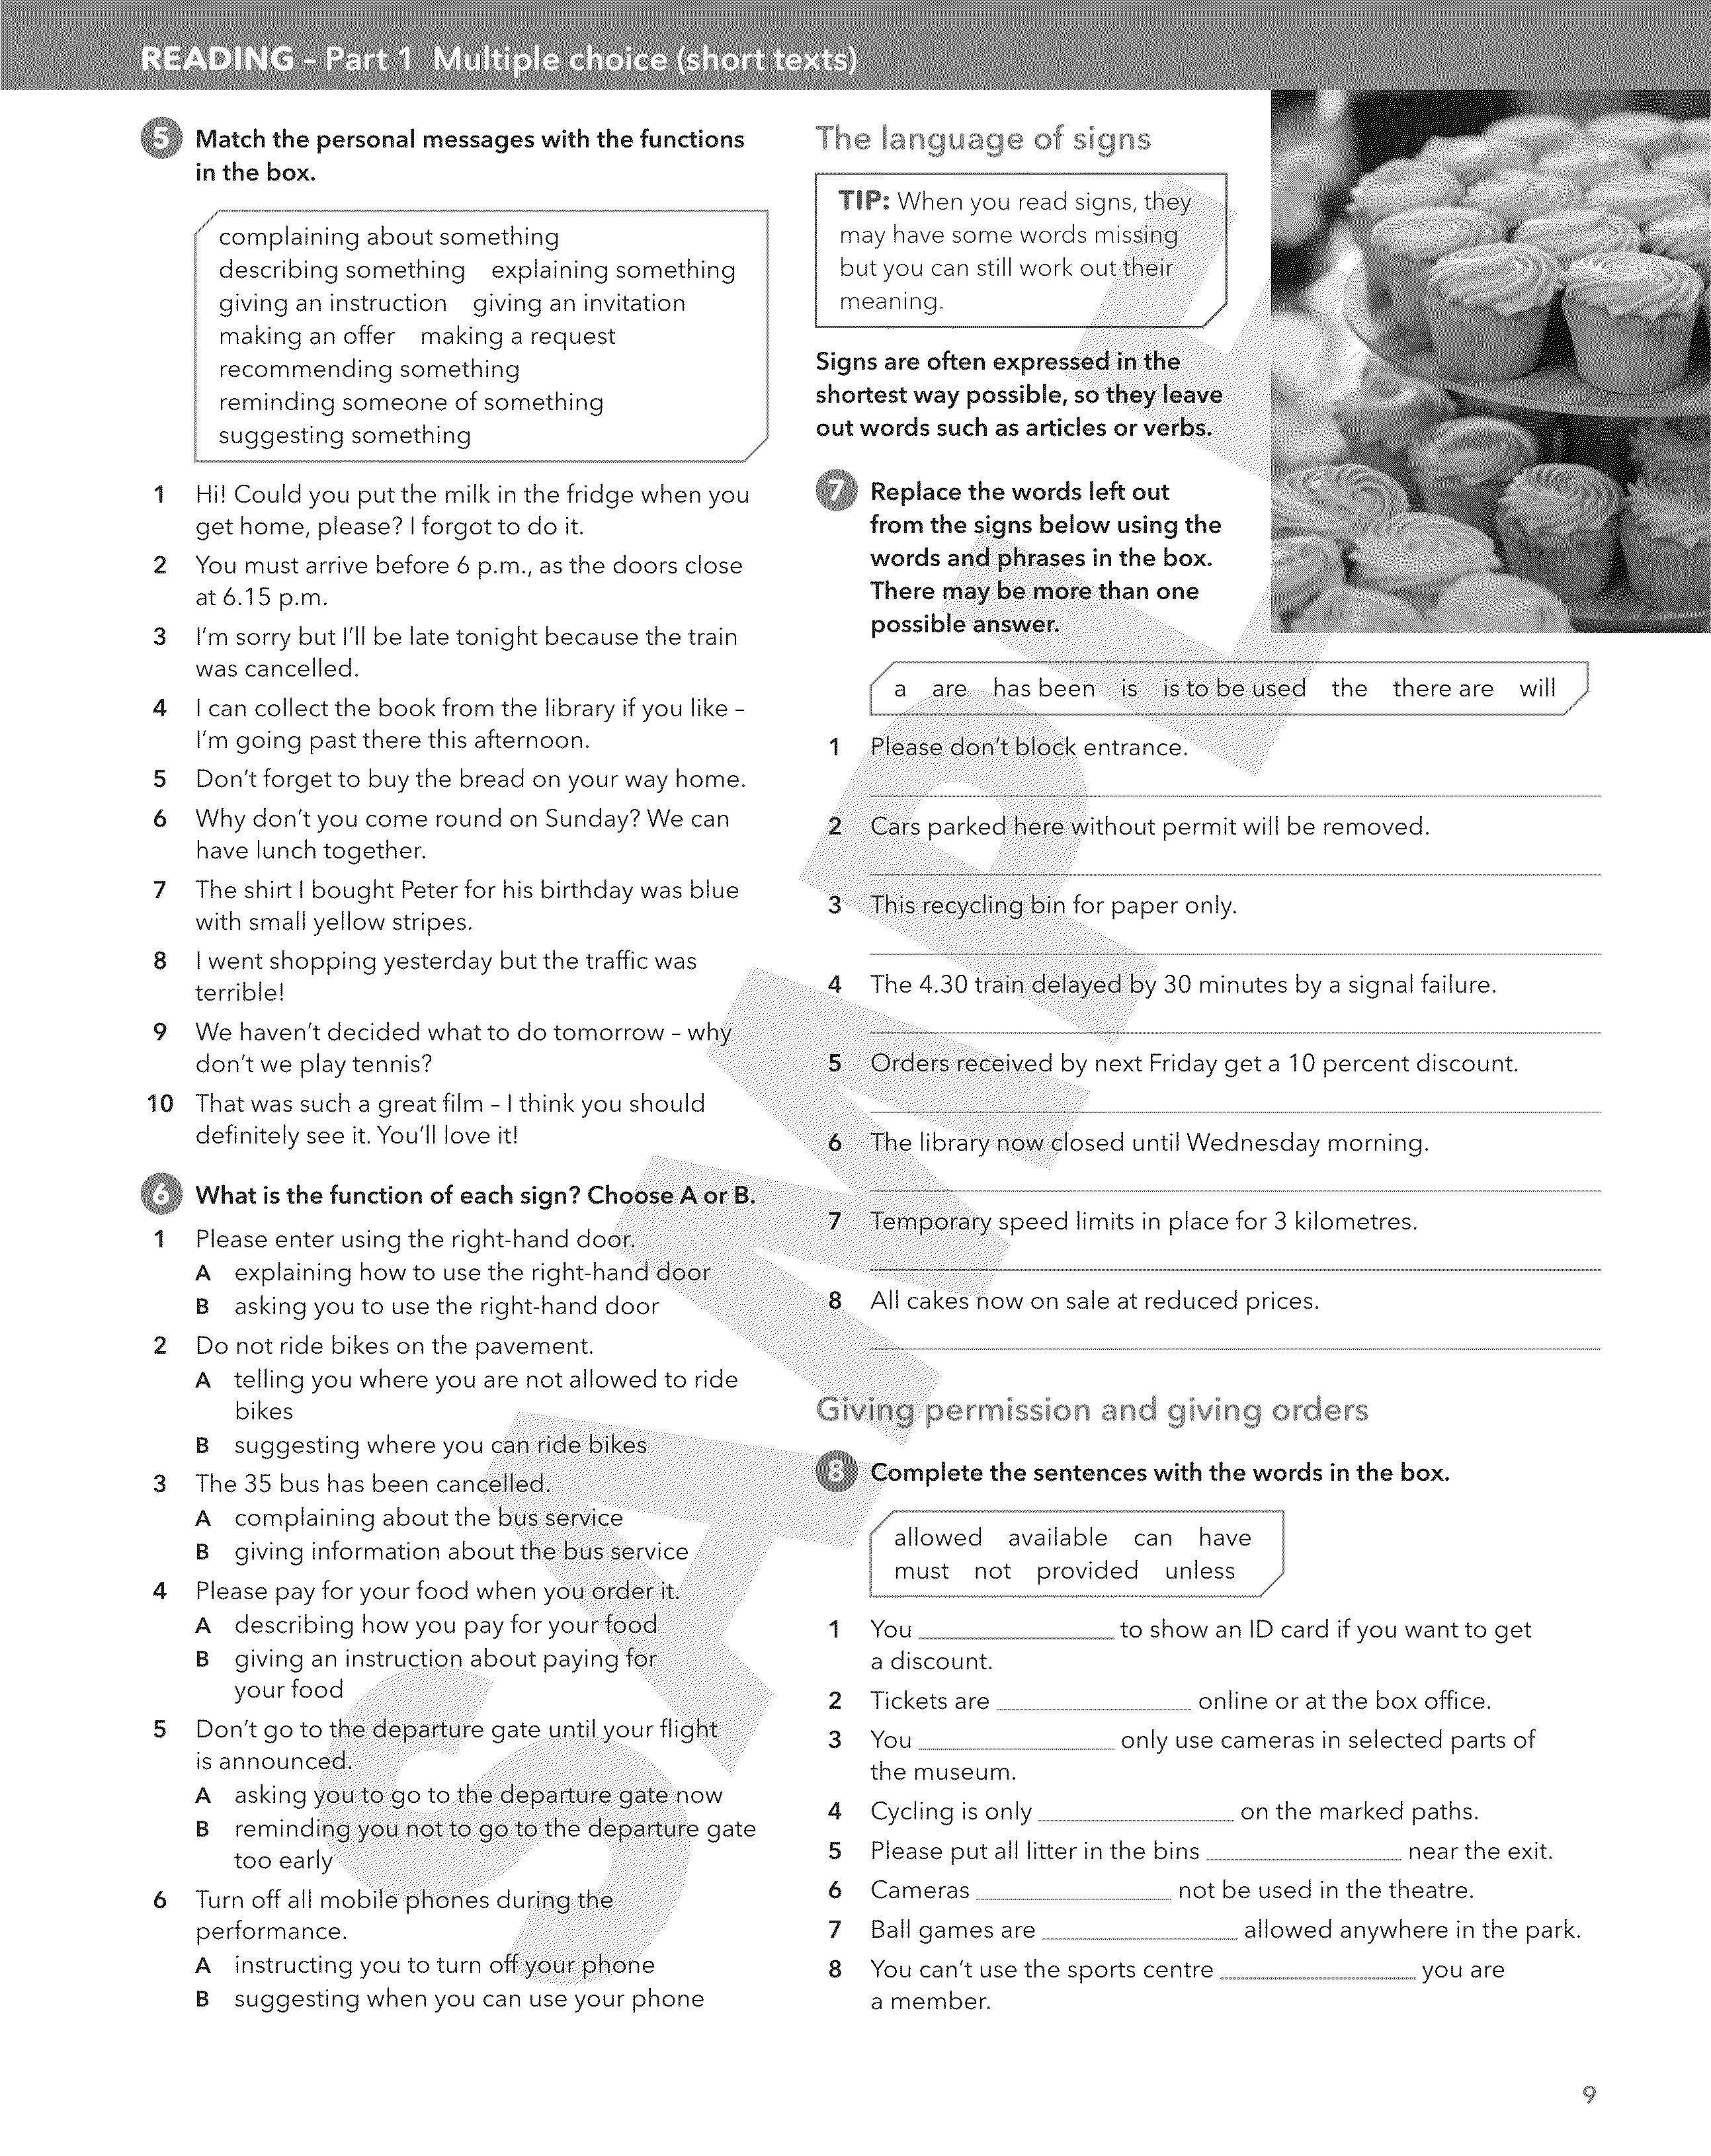 READING – Part 1 Multiple choice (short texts)
5 Match the personal messages with the functions
in the box.
complaining about something
describing something explaining something
giving an instruction giving an invitation
making an offer making a request
recommending something
reminding someone of something
suggesting something
1 Hi! Could you put the milk in the fridge when you
get home, please? I forgot to do it.
2 You must arrive before 6 p.m., as the doors close
at 6.15 p.m.
3 I'm sorry but I'll be late tonight because the train
was cancelled.
4 I can collect the book from the library if you like –
I'm going past there this afternoon.
5 Don't forget to buy the bread on your way home.
6 Why don't you come round on Sunday? We can
have lunch together.
7 The shirt I bought Peter for his birthday was blue
with small yellow stripes.
8 I went shopping yesterday but the traffic was
terrible!
9 We haven't decided what to do tomorrow – why
don't we play tennis?
10 That was such a great film – I think you should
definitely see it. You'll love it!
6 What is the function of each sign? Choose A or B.
1 Please enter using the right-hand door.
A explaining how to use the right-hand door
B asking you to use the right-hand door
2 Do not ride bikes on the pavement.
A telling you where you are not allowed to ride
bikes
B suggesting where you can ride bikes
3 The 35 bus has been cancelled.
A complaining about the bus service
B giving information about the bus service
4 Please pay for your food when you order it.
A describing how you pay for your food
B giving an instruction about paying for
your food
5 Don't go to the departure gate until your flight
is announced.
A asking you to go to the departure gate now
B reminding you not to go to the departure gate
too early
6 Turn off all mobile phones during the
performance.
A instructing you to turn off your phone
B suggesting when you can use your phone
The language of signs
TIP: When you read signs, they
may have some words missing
but you can still work out their
meaning.
Signs are often expressed in the
shortest way possible, so they leave
out words such as articles or verbs.
7 Replace the words left out
from the signs below using the
words and phrases in the box.
There may be more than one
possible answer.
a are has been is is to be used the there are will
1 Please don't block entrance.
2 Cars parked here without permit will be removed.
3 This recycling bin for paper only.
4 The 4.30 train delayed by 30 minutes by a signal failure.
5 Orders received by next Friday get a 10 percent discount.
6 The library now closed until Wednesday morning.
7 Temporary speed limits in place for 3 kilometres.
8 All cakes now on sale at reduced prices.
Giving permission and giving orders
8 Complete the sentences with the words in the box.
allowed available can have
must not provided unless
1 You ____ to show an ID card if you want to get
a discount.
2 Tickets are ____ online or at the box office.
3 You ____ only use cameras in selected parts of
the museum.
4 Cycling is only ____ on the marked paths.
5 Please put all litter in the bins ____ near the exit.
6 Cameras ____ not be used in the theatre.
7 Ball games are ____ allowed anywhere in the park.
8 You can't use the sports centre ____ you are
a member.
9
SAMPLE